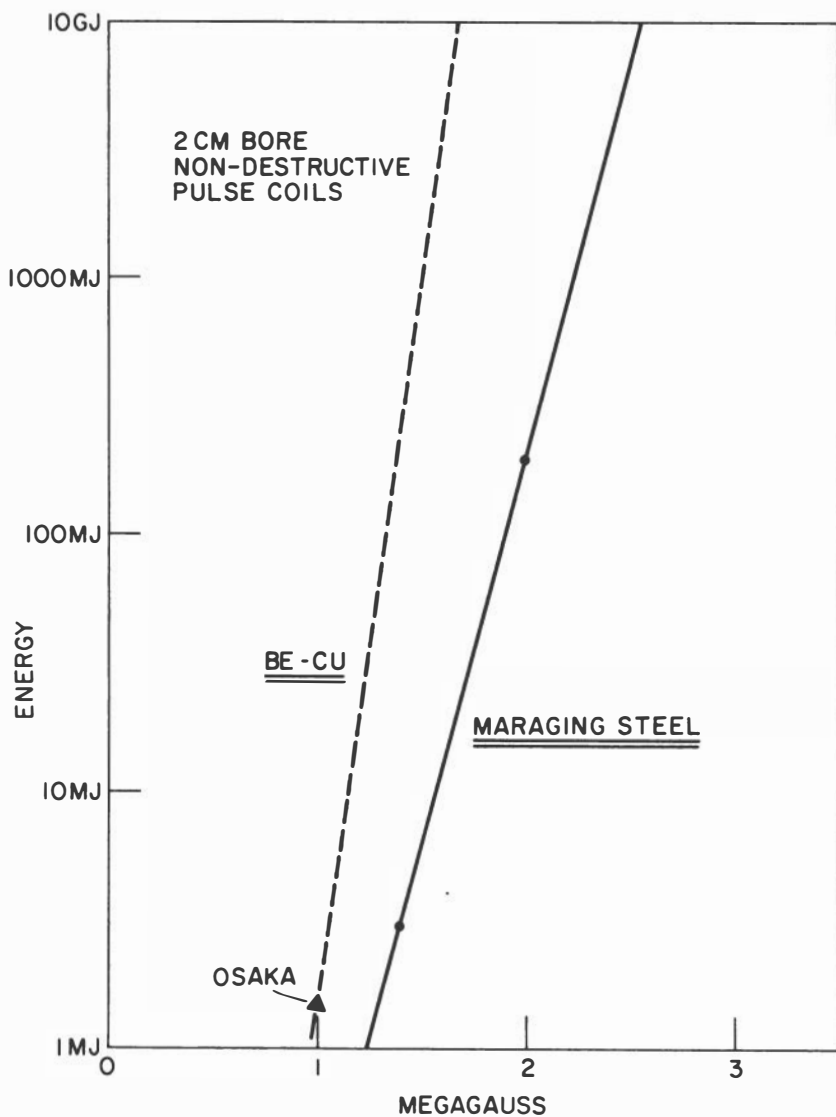 10GJ
2 CM BORE
NON-DESTRUCTIVE
PULSE COILS
1000MJ
100MJ
ENERGY
BE-CU
MARAGING STEEL
10MJ
OSAKA
1MJ
0 1 2 3
MEGAGAUSS